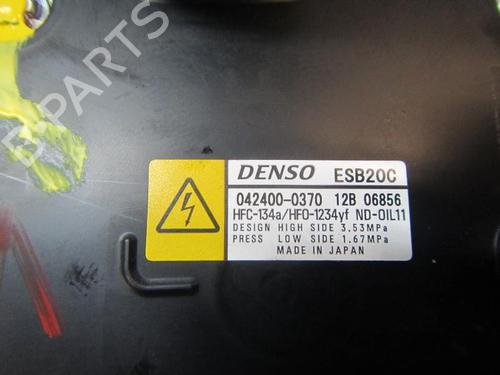 B-PARTS
DENSO ESB20C
042400-0370 12B 06856
HFC-134a/HFO-1234yf ND-OIL11
DESIGN HIGH SIDE 3.53MPa
PRESS LOW SIDE 1.67MPa
MADE IN JAPAN